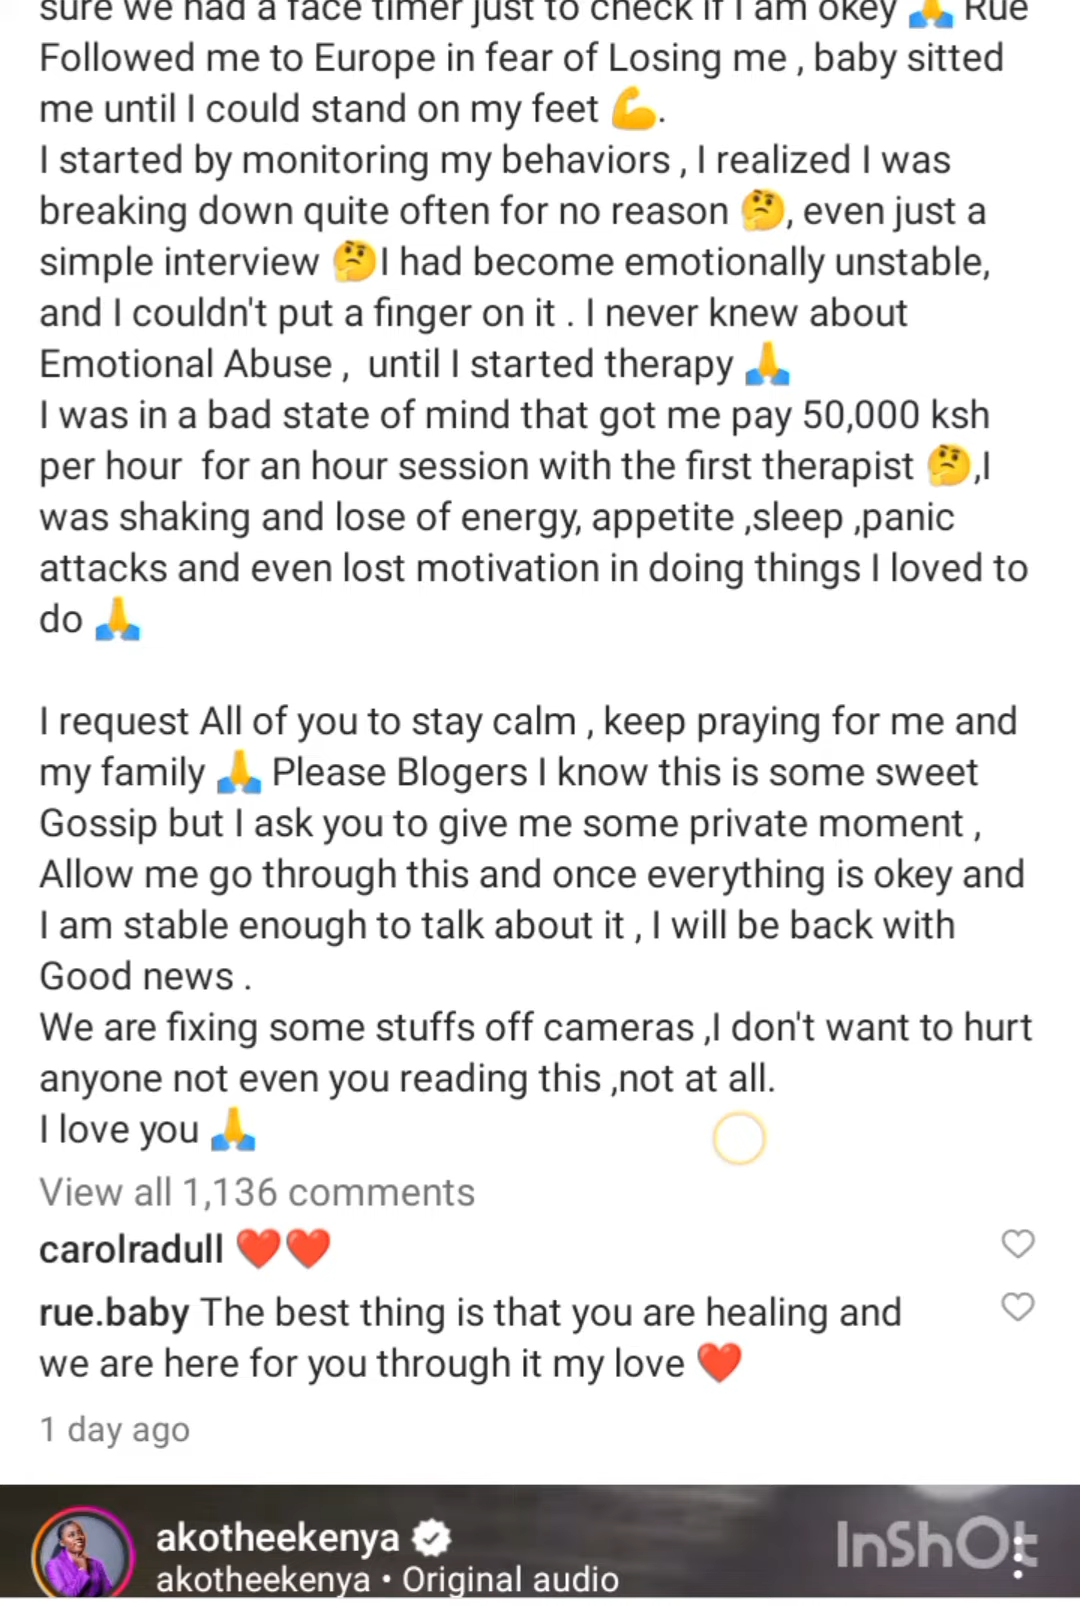 sure we had a face timer just to check if I am okey 🙏 Rue
Followed me to Europe in fear of Losing me , baby sitted
me until I could stand on my feet 💪.
I started by monitoring my behaviors , I realized I was
breaking down quite often for no reason 🤔, even just a
simple interview 🤔I had become emotionally unstable,
and I couldn't put a finger on it . I never knew about
Emotional Abuse ,  until I started therapy 🙏
I was in a bad state of mind that got me pay 50,000 ksh
per hour  for an hour session with the first therapist 🤔,I
was shaking and lose of energy, appetite ,sleep ,panic
attacks and even lost motivation in doing things I loved to
do 🙏
I request All of you to stay calm , keep praying for me and
my family 🙏 Please Blogers I know this is some sweet
Gossip but I ask you to give me some private moment ,
Allow me go through this and once everything is okey and
I am stable enough to talk about it , I will be back with
Good news .
We are fixing some stuffs off cameras ,I don't want to hurt
anyone not even you reading this ,not at all.
I love you 🙏
View all 1,136 comments
carolradull ❤️❤️
rue.baby The best thing is that you are healing and
we are here for you through it my love ❤️
1 day ago
akotheekenya
InShOt
akotheekenya • Original audio